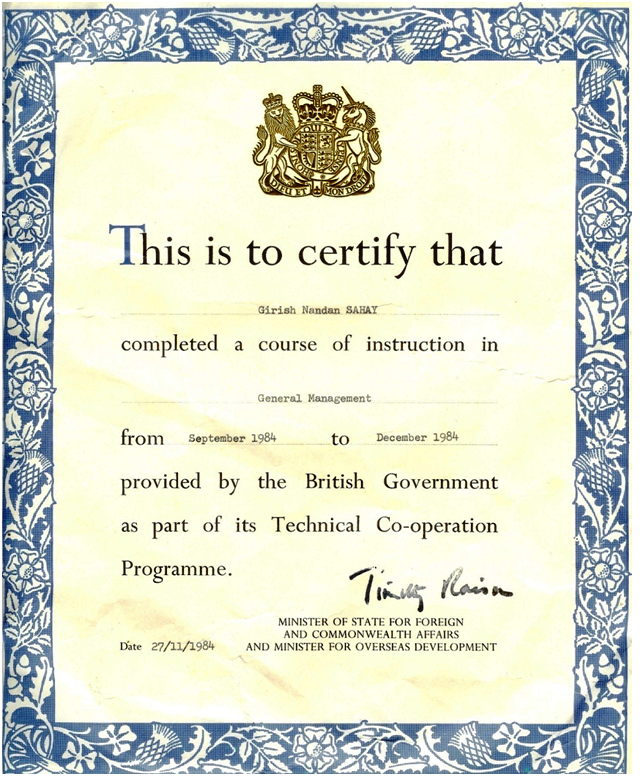 DIEU ET MON DROIT
This is to certify that
Girish Nandan SAHAY
completed a course of instruction in
General Management
from September 1984 to December 1984
provided by the British Government
as part of its Technical Co-operation
Programme.
MINISTER OF STATE FOR FOREIGN
AND COMMONWEALTH AFFAIRS
Date 27/11/1984 AND MINISTER FOR OVERSEAS DEVELOPMENT